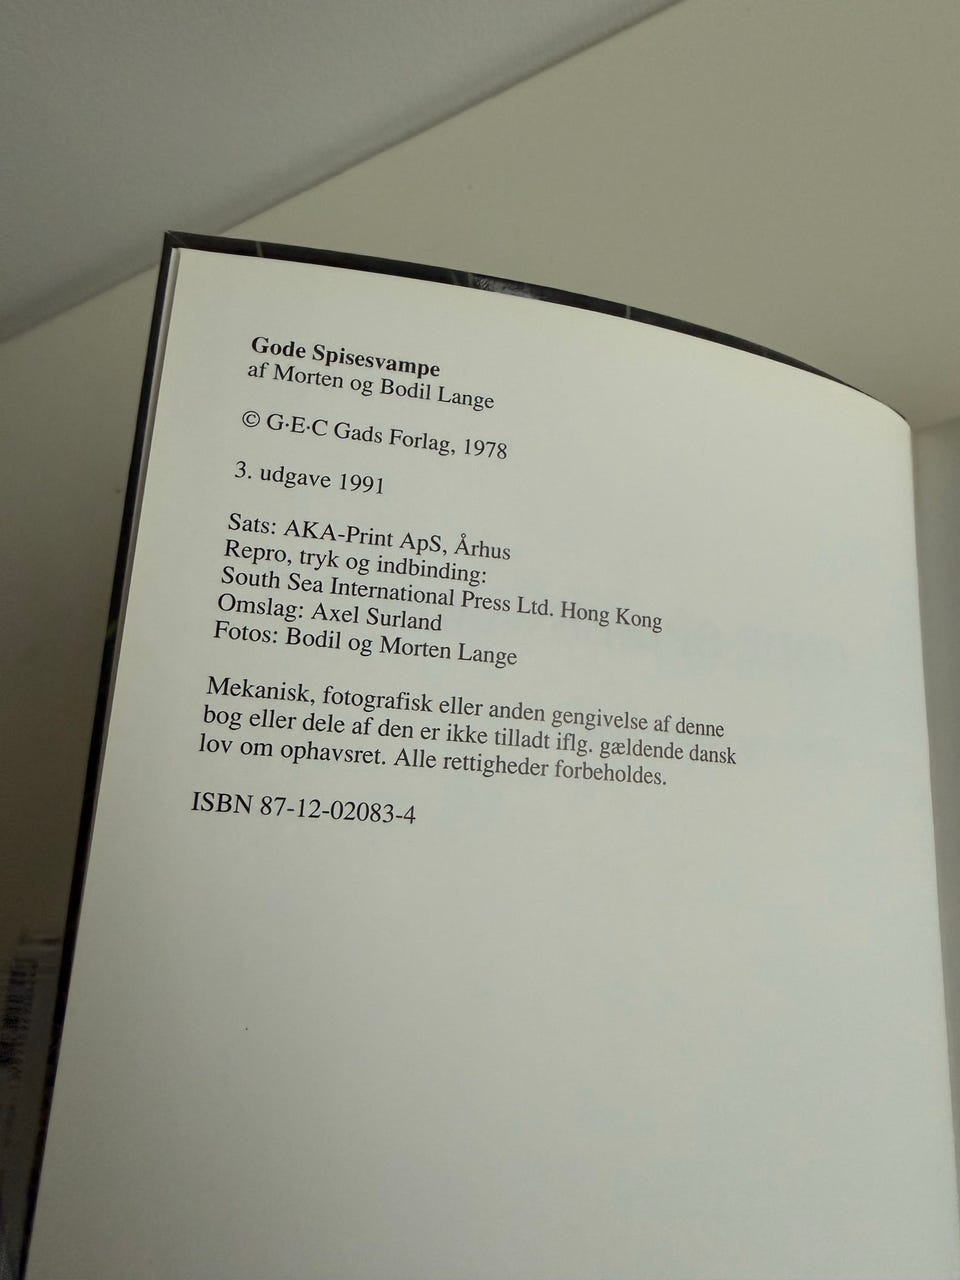 Gode Spisesvampe
af Morten og Bodil Lange
© G·E·C Gads Forlag, 1978
3. udgave 1991
Sats: AKA-Print ApS, Århus
Repro, tryk og indbinding:
South Sea International Press Ltd. Hong Kong
Omslag: Axel Surland
Fotos: Bodil og Morten Lange
Mekanisk, fotografisk eller anden gengivelse af denne
bog eller dele af den er ikke tilladt iflg. gældende dansk
lov om ophavsret. Alle rettigheder forbeholdes.
ISBN 87-12-02083-4